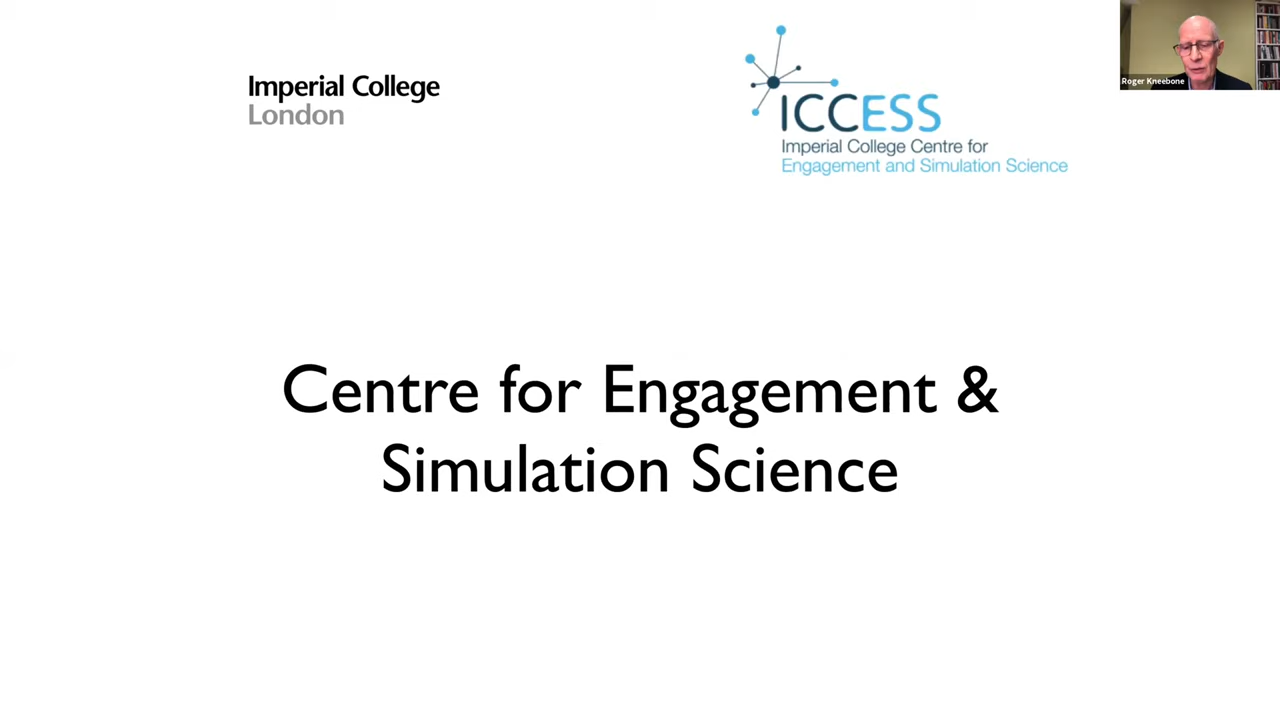 Imperial College
London
ICCESS
Imperial College Centre for
Engagement and Simulation Science
Roger Kneebone
Centre for Engagement &
Simulation Science